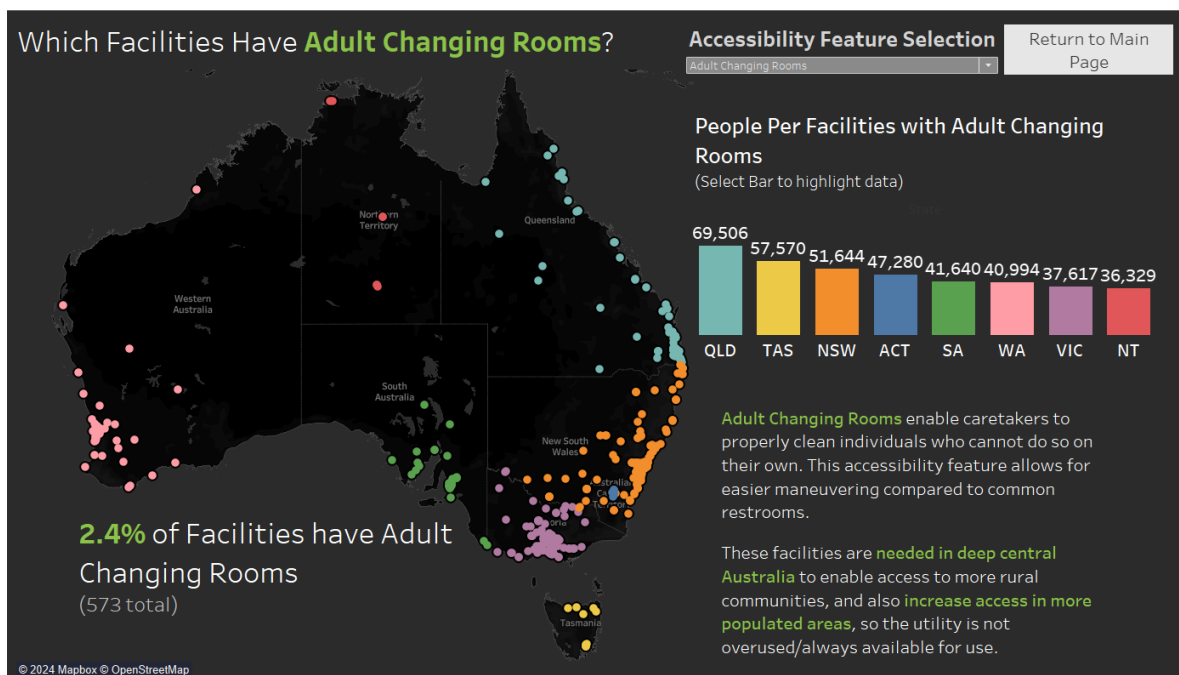 Which Facilities Have Adult Changing Rooms?
Accessibility Feature Selection
Adult Changing Rooms
Return to Main
Page
People Per Facilities with Adult Changing
Rooms
(Select Bar to highlight data)
State
69,506
57,570
51,644
47,280
41,640
40,994
37,617
36,329
QLD
TAS
NSW
ACT
SA
WA
VIC
NT
Northern
Territory
Queensland
Western
Australia
South
Australia
New South
Wales
Tasmania
2.4% of Facilities have Adult
Changing Rooms
(573 total)
Adult Changing Rooms enable caretakers to
properly clean individuals who cannot do so on
their own. This accessibility feature allows for
easier maneuvering compared to common
restrooms.
These facilities are needed in deep central
Australia to enable access to more rural
communities, and also increase access in more
populated areas, so the utility is not
overused/always available for use.
© 2024 Mapbox © OpenStreetMap